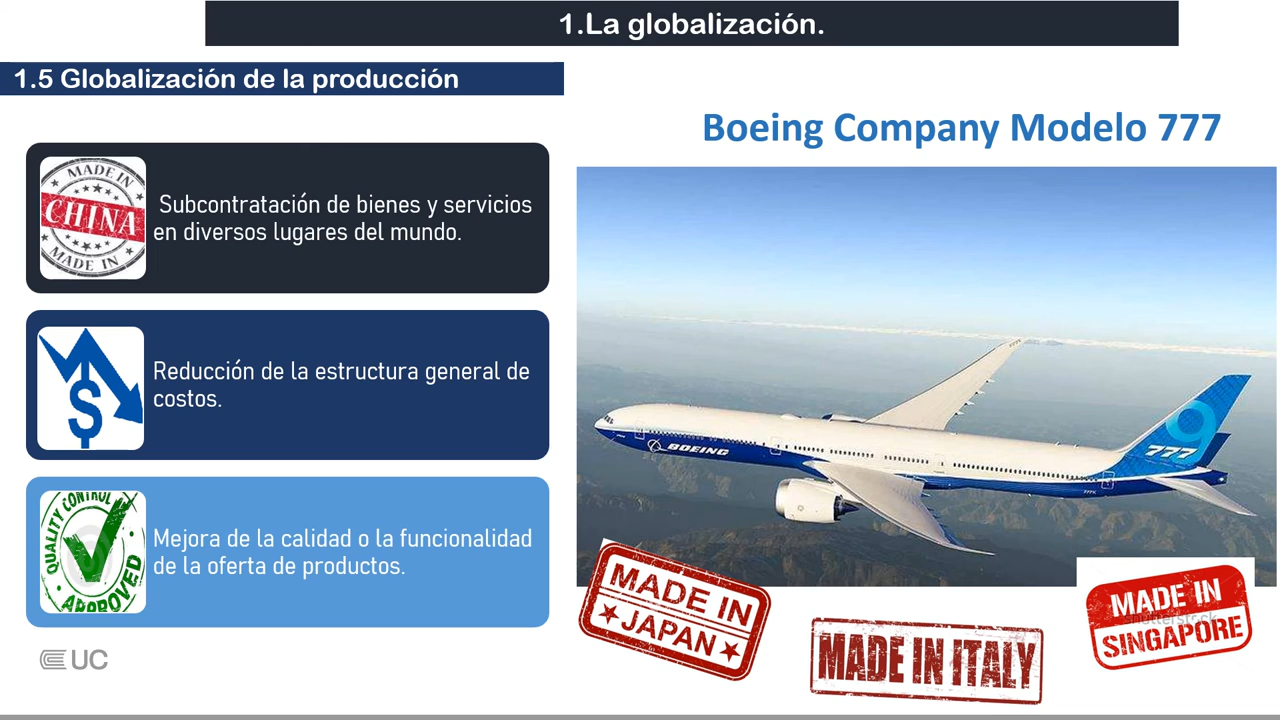 1.La globalización.
1.5 Globalización de la producción
Boeing Company Modelo 777
MADE IN
CHINA
MADE IN
Subcontratación de bienes y servicios
en diversos lugares del mundo.
$
Reducción de la estructura general de
costos.
QUALITY CONTROL
APPROVED
Mejora de la calidad o la funcionalidad
de la oferta de productos.
BOEING
777
9
MADE IN
JAPAN
MADE IN ITALY
MADE IN
SINGAPORE
shutterstock
UC